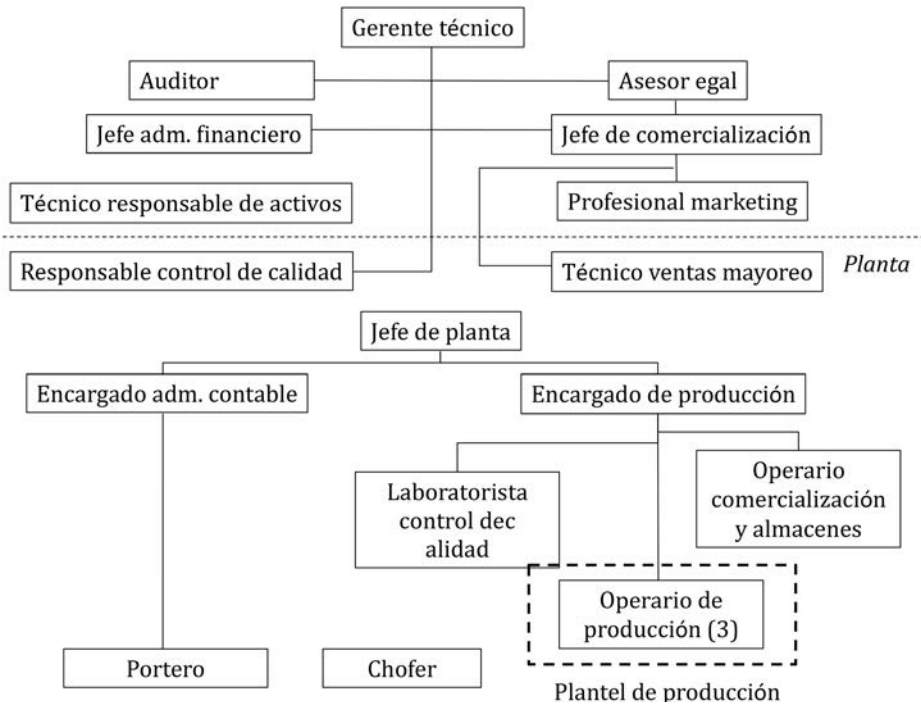 Gerente técnico
Auditor
Asesor egal
Jefe adm. financiero
Jefe de comercialización
Técnico responsable de activos
Profesional marketing
Responsable control de calidad
Técnico ventas mayoreo
Planta
Jefe de planta
Encargado adm. contable
Encargado de producción
Laboratorista
control dec
alidad
Operario
comercialización
y almacenes
Operario de
producción (3)
Portero
Chofer
Plantel de producción